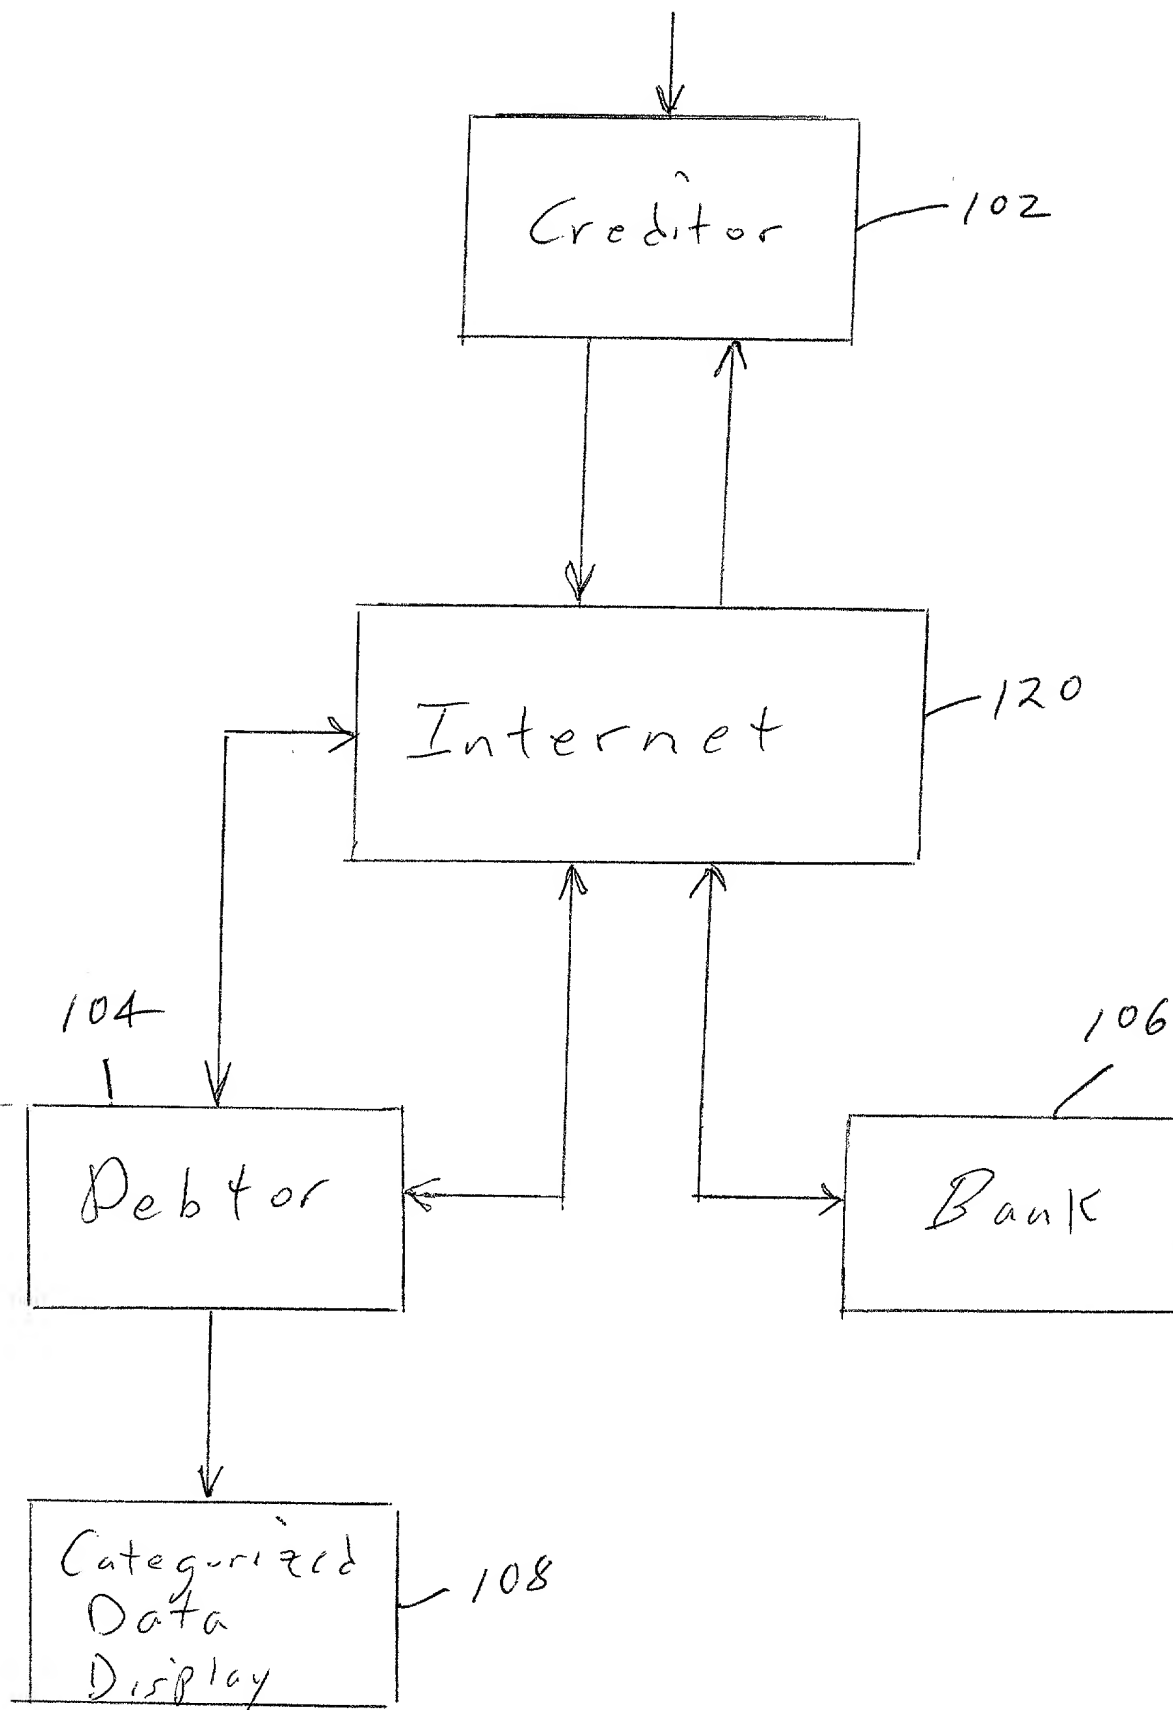 Creditor
102
Internet
120
104
106
Debtor
Bank
Categorized
Data
Display
108